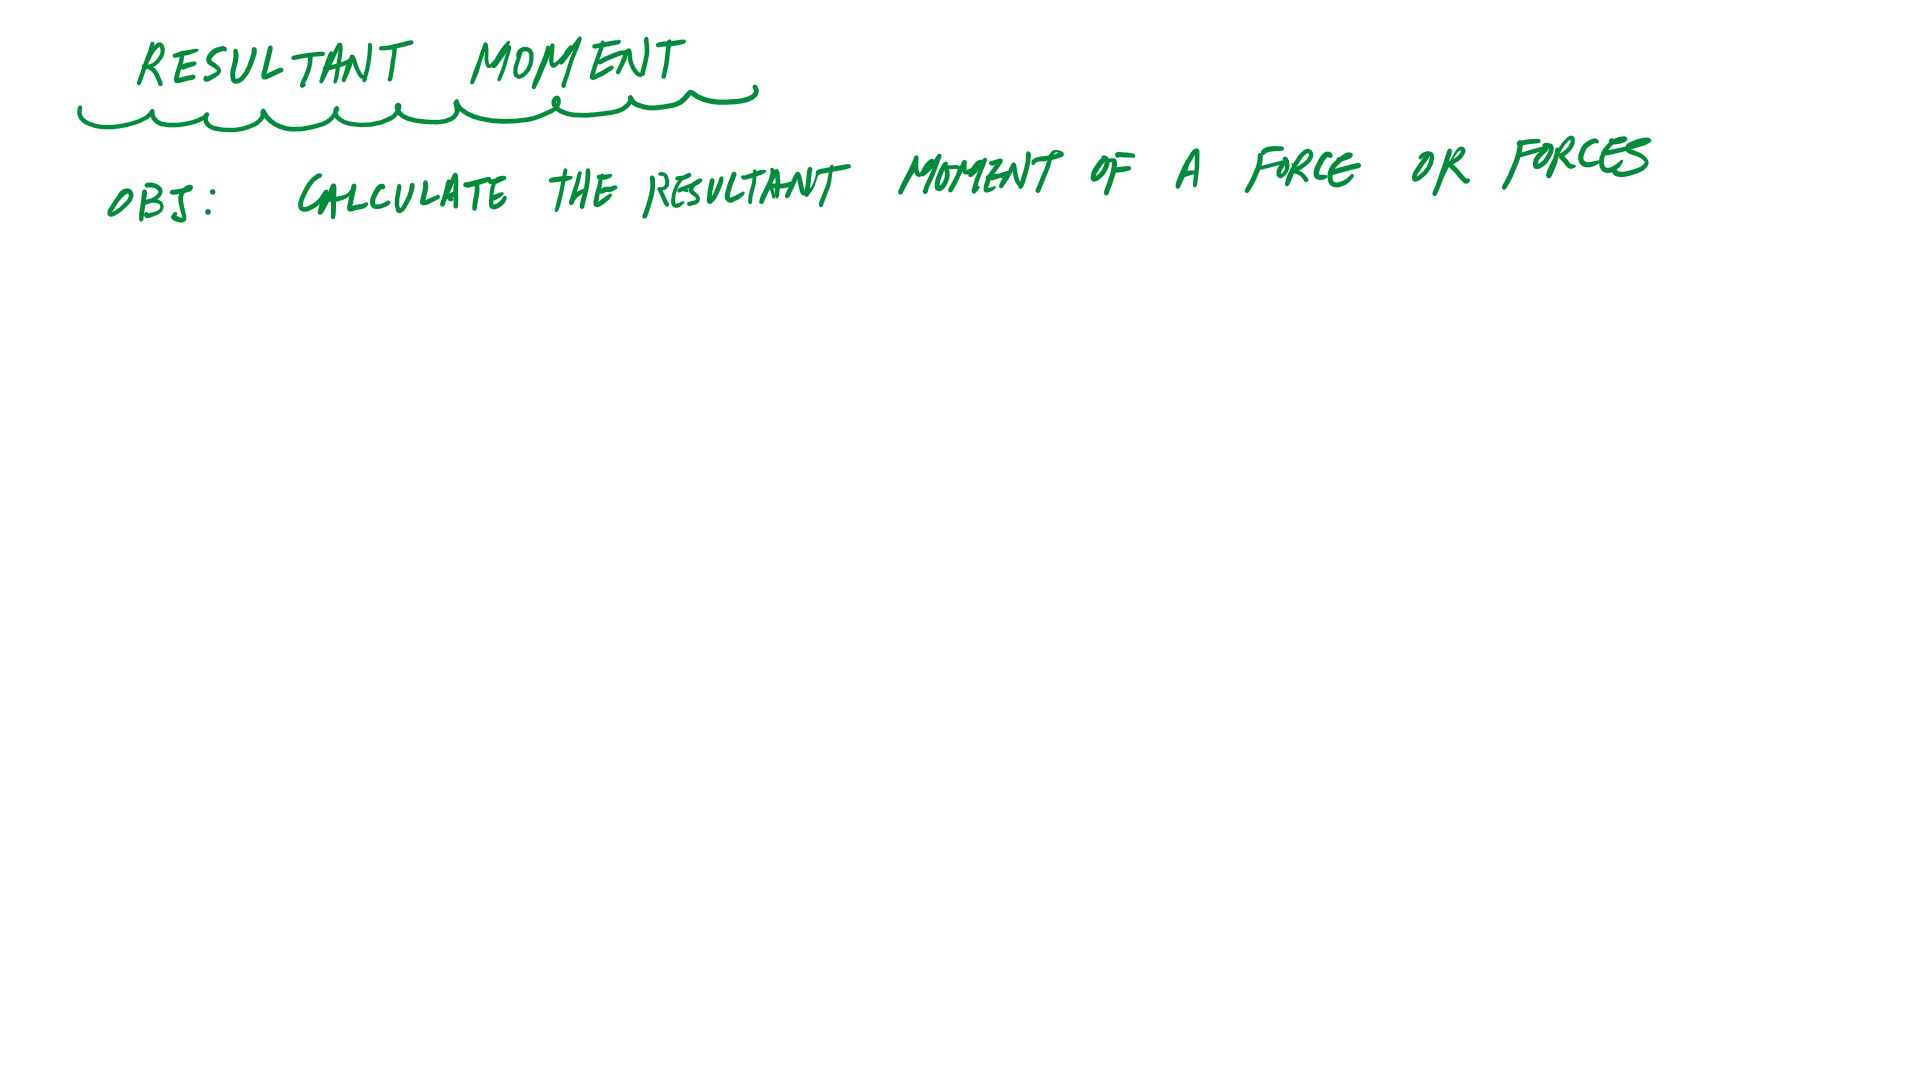 RESULTANT MOMENT
OBJ: CALCULATE THE RESULTANT MOMENT OF A FORCE OR FORCES